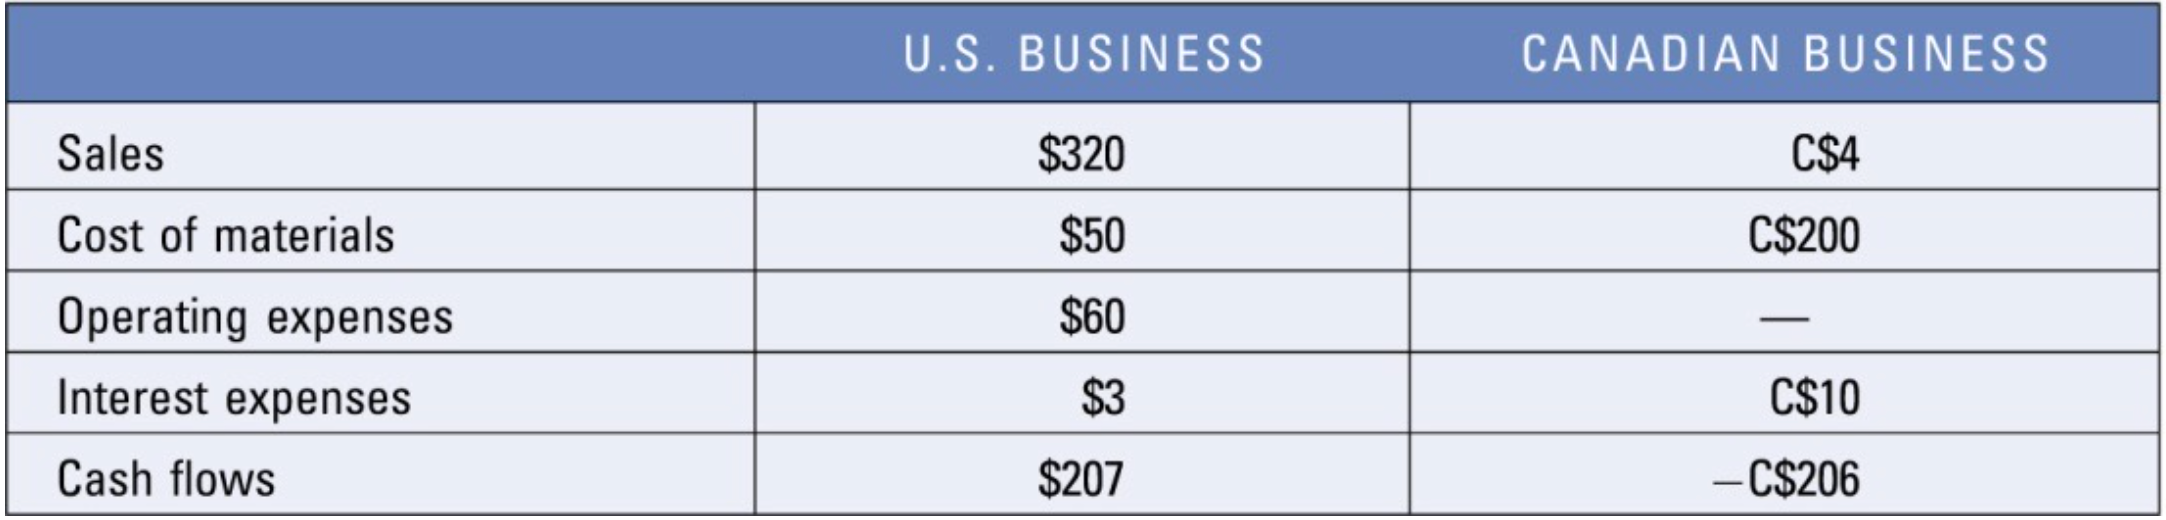 U.S. BUSINESS CANADIAN BUSINESS
Sales $320 C$4
Cost of materials $50 C$200
Operating expenses $60 —
Interest expenses $3 C$10
Cash flows $207 –C$206